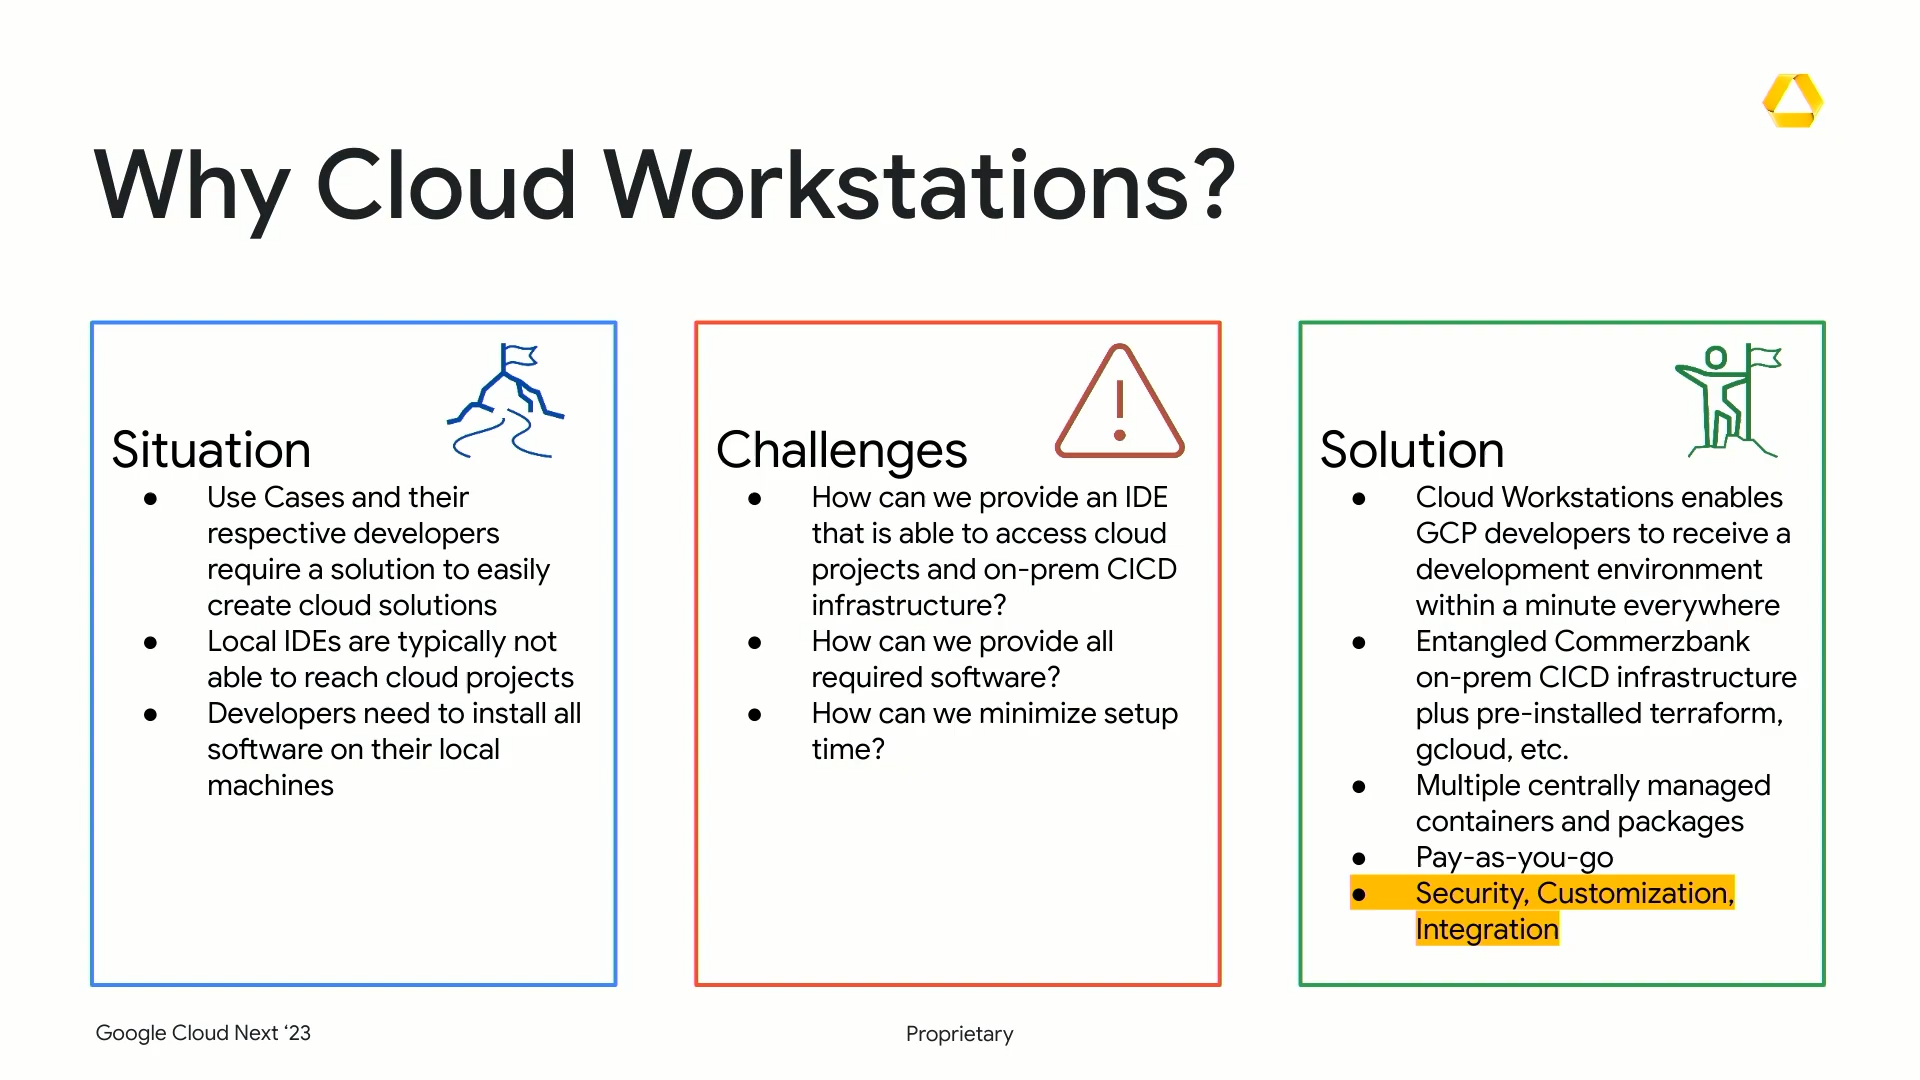 Why Cloud Workstations?
Situation
● Use Cases and their
respective developers
require a solution to easily
create cloud solutions
● Local IDEs are typically not
able to reach cloud projects
● Developers need to install all
software on their local
machines
Challenges
● How can we provide an IDE
that is able to access cloud
projects and on-prem CICD
infrastructure?
● How can we provide all
required software?
● How can we minimize setup
time?
Solution
● Cloud Workstations enables
GCP developers to receive a
development environment
within a minute everywhere
● Entangled Commerzbank
on-prem CICD infrastructure
plus pre-installed terraform,
gcloud, etc.
● Multiple centrally managed
containers and packages
● Pay-as-you-go
● Security, Customization,
Integration
Google Cloud Next ‘23
Proprietary